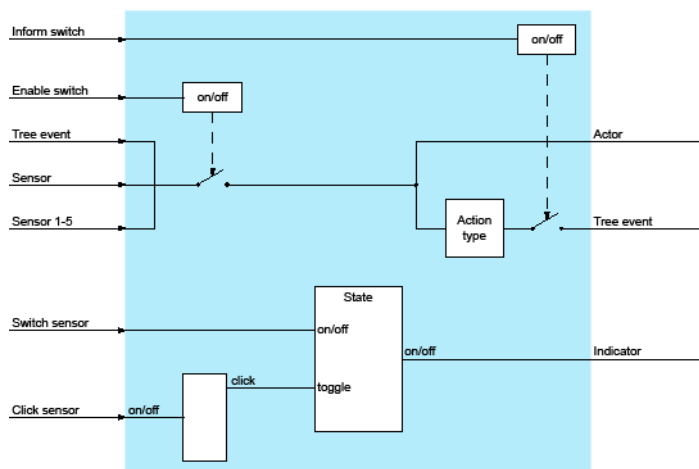 Inform switch
on/off
Enable switch
on/off
Tree event
Actor
Sensor
Sensor 1-5
Action
type
Tree event
State
Switch sensor
on/off
on/off
Indicator
click
toggle
Click sensor
on/off